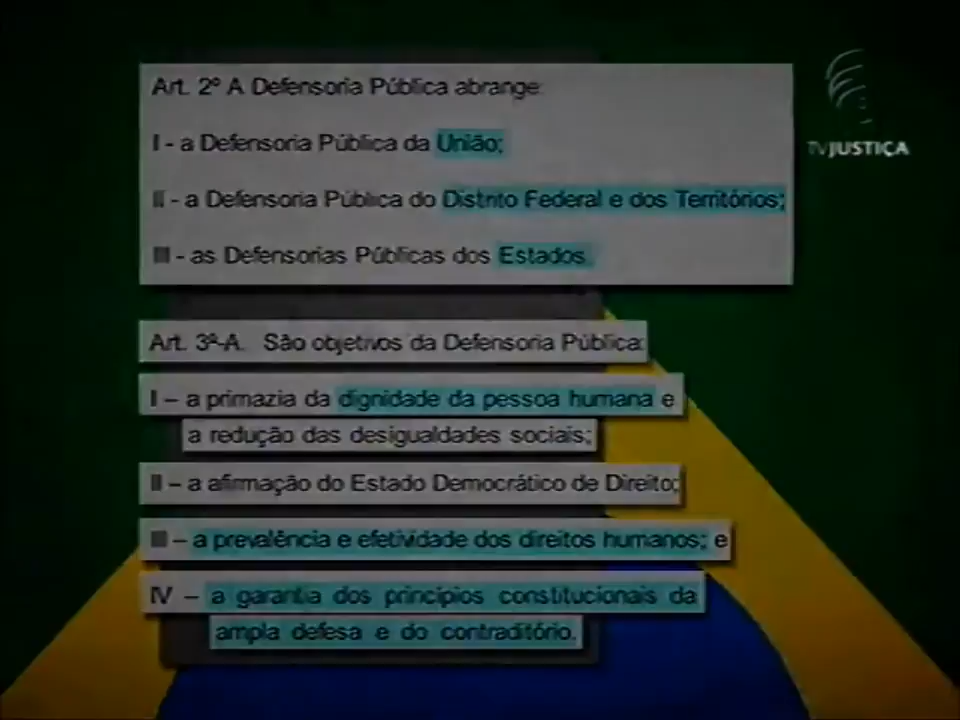 Art. 2º A Defensoria Pública abrange:
I - a Defensoria Pública da União;
II - a Defensoria Pública do Distrito Federal e dos Territórios;
III - as Defensorias Públicas dos Estados.
Art. 3º-A. São objetivos da Defensoria Pública:
I – a primazia da dignidade da pessoa humana e
a redução das desigualdades sociais;
II – a afirmação do Estado Democrático de Direito;
III – a prevalência e efetividade dos direitos humanos; e
IV – a garantia dos princípios constitucionais da
ampla defesa e do contraditório.
TV JUSTIÇA